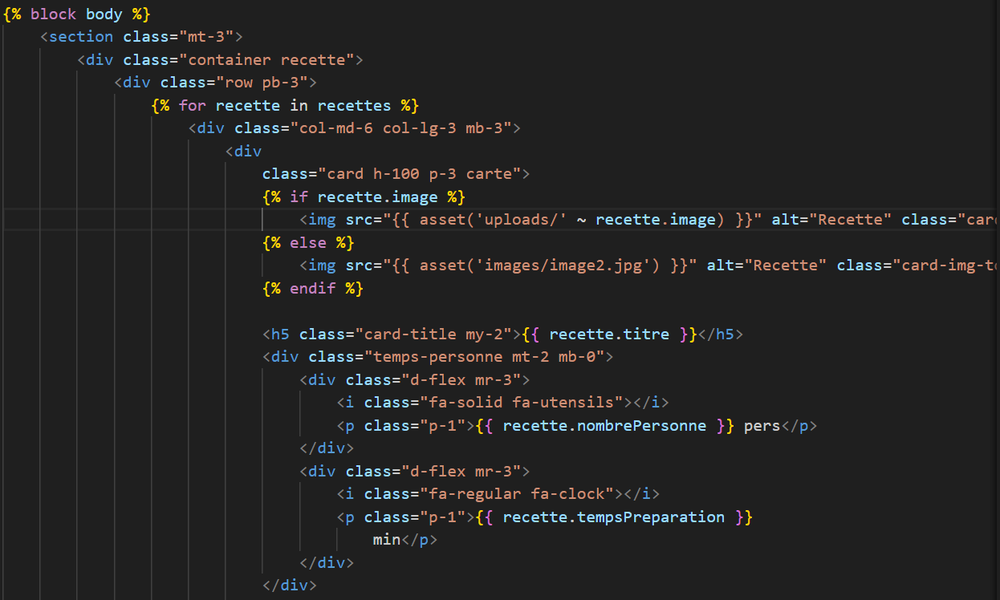 {% block body %}
<section class="mt-3">
<div class="container recette">
<div class="row pb-3">
{% for recette in recettes %}
<div class="col-md-6 col-lg-3 mb-3">
<div
class="card h-100 p-3 carte">
{% if recette.image %}
<img src="{{ asset('uploads/' ~ recette.image) }}" alt="Recette" class="card
{% else %}
<img src="{{ asset('images/image2.jpg') }}" alt="Recette" class="card-img-to
{% endif %}
<h5 class="card-title my-2">{{ recette.titre }}</h5>
<div class="temps-personne mt-2 mb-0">
<div class="d-flex mr-3">
<i class="fa-solid fa-utensils"></i>
<p class="p-1">{{ recette.nombrePersonne }} pers</p>
</div>
<div class="d-flex mr-3">
<i class="fa-regular fa-clock"></i>
<p class="p-1">{{ recette.tempsPreparation }}
min</p>
</div>
</div>